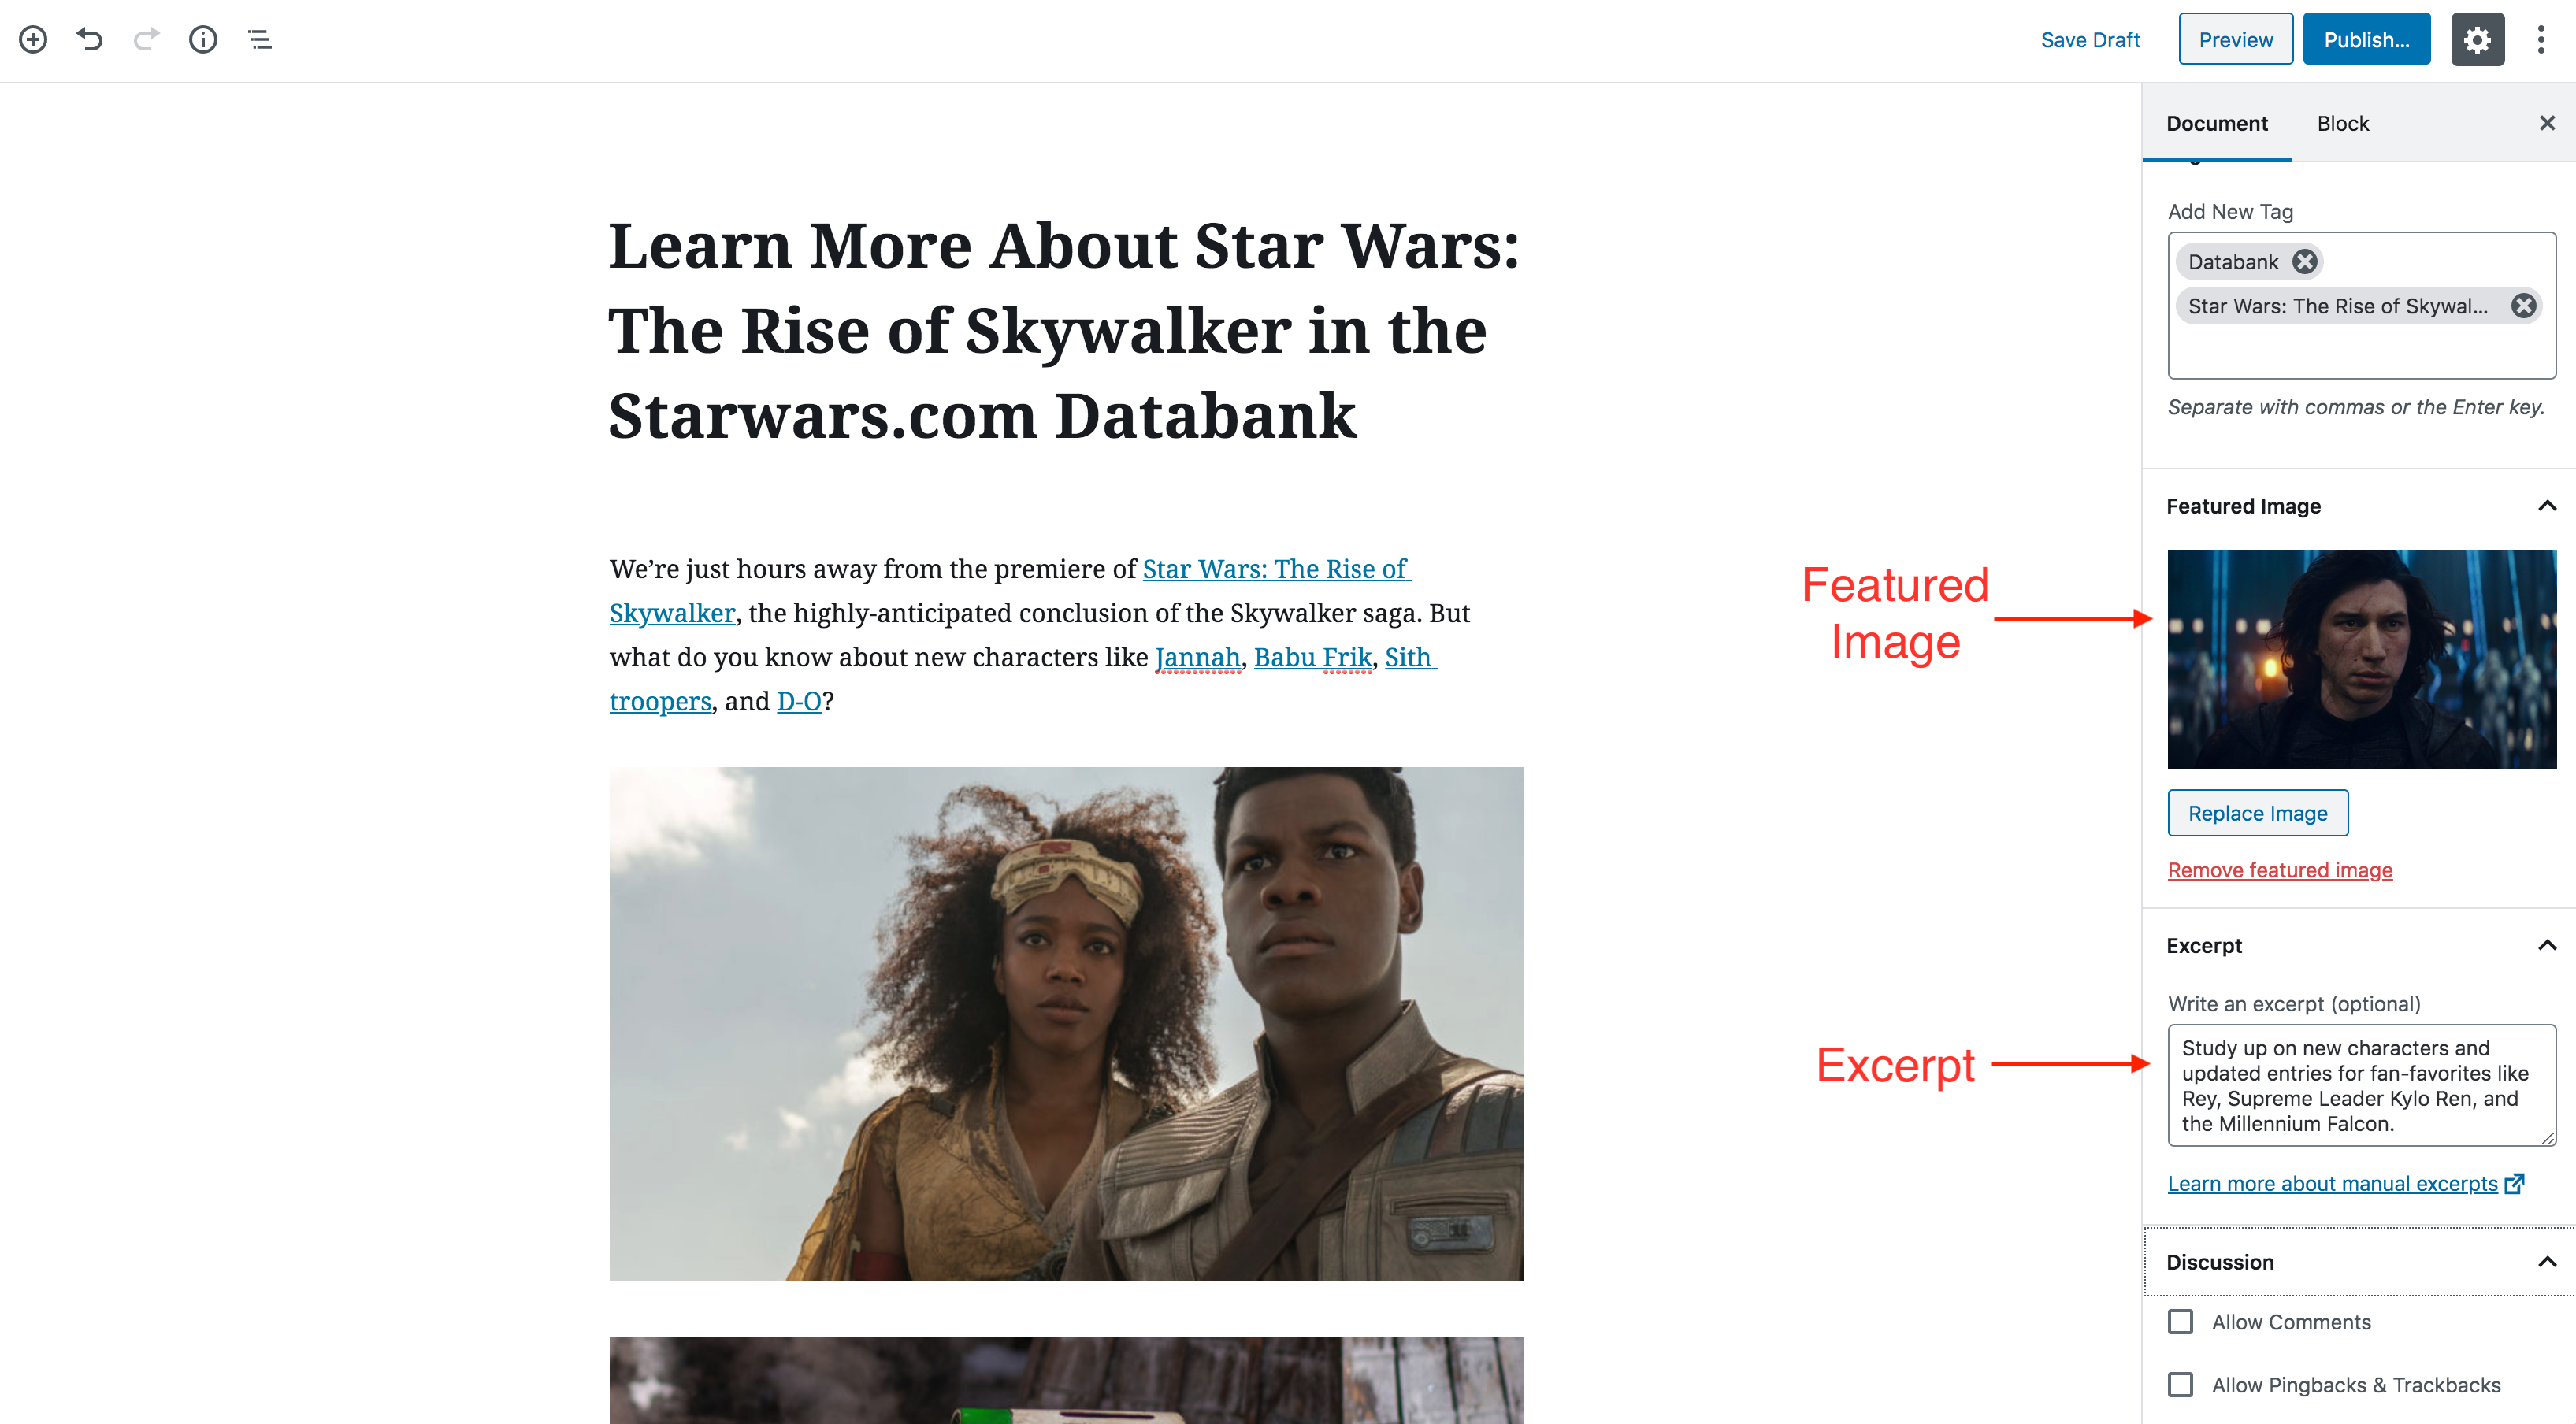 Save Draft
Preview
Publish...
Document
Block
Learn More About Star Wars:
The Rise of Skywalker in the
Starwars.com Databank
We’re just hours away from the premiere of Star Wars: The Rise of
Skywalker, the highly-anticipated conclusion of the Skywalker saga. But
what do you know about new characters like Jannah, Babu Frik, Sith
troopers, and D-O?
Add New Tag
Databank
Star Wars: The Rise of Skywal...
Separate with commas or the Enter key.
Featured Image
Featured
Image
Replace Image
Remove featured image
Excerpt
Write an excerpt (optional)
Excerpt
Study up on new characters and
updated entries for fan-favorites like
Rey, Supreme Leader Kylo Ren, and
the Millennium Falcon.
Learn more about manual excerpts
Discussion
Allow Comments
Allow Pingbacks & Trackbacks